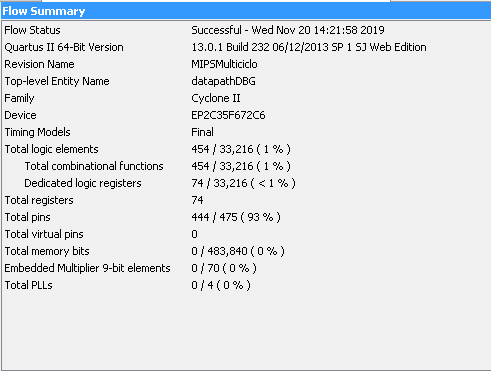 Flow Summary
Flow Status Successful - Wed Nov 20 14:21:58 2019
Quartus II 64-Bit Version 13.0.1 Build 232 06/12/2013 SP 1 SJ Web Edition
Revision Name MIPSMulticiclo
Top-level Entity Name datapathDBG
Family Cyclone II
Device EP2C35F672C6
Timing Models Final
Total logic elements 454 / 33,216 ( 1 % )
Total combinational functions 454 / 33,216 ( 1 % )
Dedicated logic registers 74 / 33,216 ( < 1 % )
Total registers 74
Total pins 444 / 475 ( 93 % )
Total virtual pins 0
Total memory bits 0 / 483,840 ( 0 % )
Embedded Multiplier 9-bit elements 0 / 70 ( 0 % )
Total PLLs 0 / 4 ( 0 % )